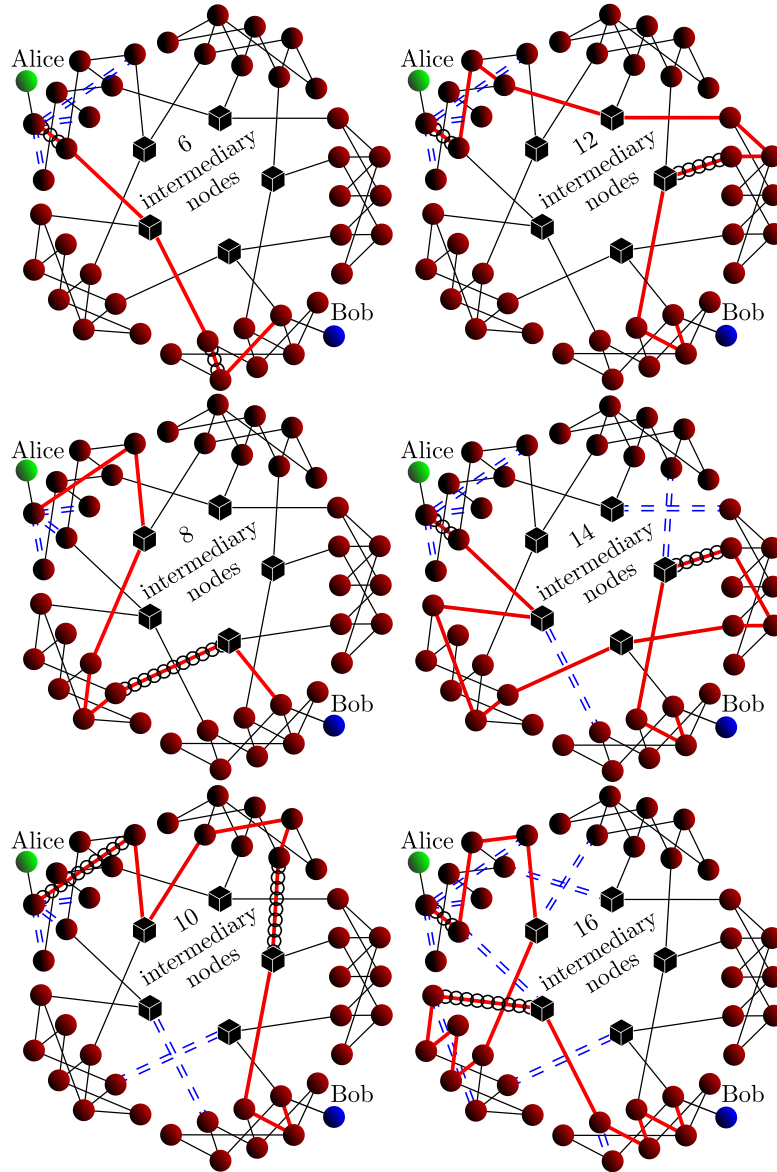 Alice
6
intermediary
nodes
Bob
Alice
12
intermediary
nodes
Bob
Alice
8
intermediary
nodes
Bob
Alice
14
intermediary
nodes
Bob
Alice
10
intermediary
nodes
Bob
Alice
16
intermediary
nodes
Bob